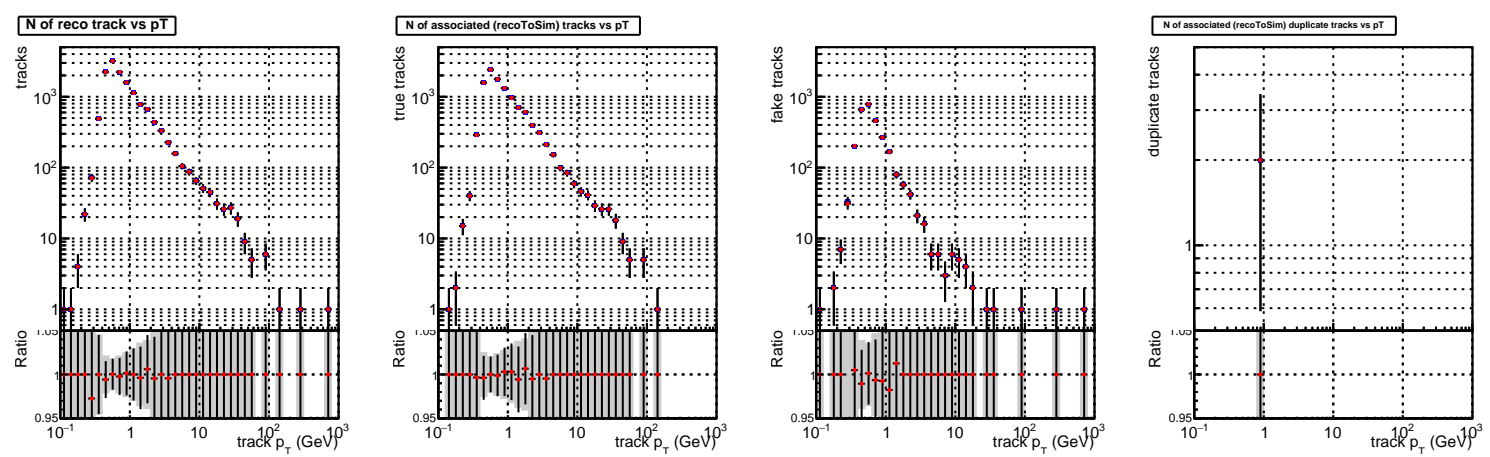 N of reco track vs pT
tracks
10³
10²
10
1
Ratio
1.05
1
0.95
10⁻¹ 1 10 10² 10³
track p_T (GeV)
N of associated (recoToSim) tracks vs pT
true tracks
10³
10²
10
1
Ratio
1.05
1
0.95
10⁻¹ 1 10 10² 10³
track p_T (GeV)
fake tracks
10³
10²
10
1
Ratio
1.05
1
0.95
10⁻¹ 1 10 10² 10³
track p_T (GeV)
N of associated (recoToSim) duplicate tracks vs pT
duplicate tracks
1
Ratio
1.05
1
0.95
10⁻¹ 1 10 10² 10³
track p_T (GeV)